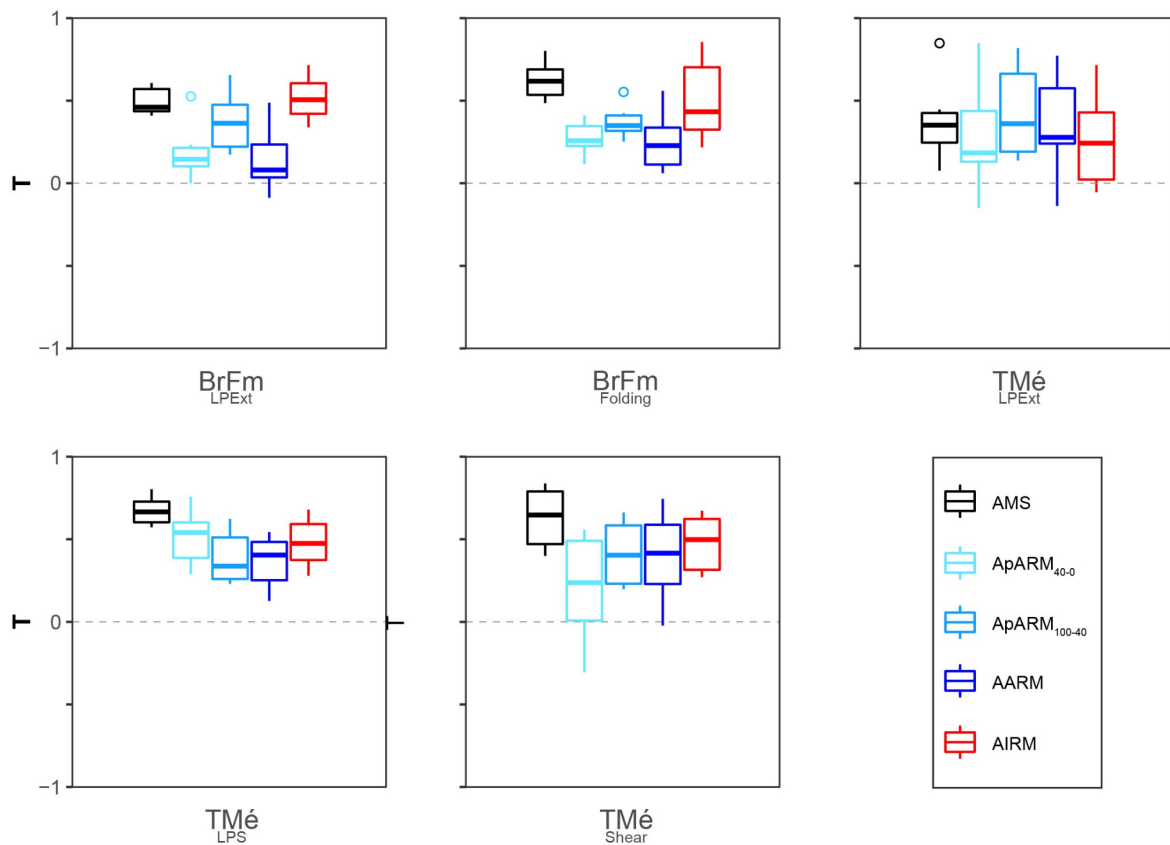 1
T 0
−1
BrFm
LPExt
BrFm
Folding
TMé
LPExt
1
T 0 T
−1
TMé
LPS
TMé
Shear
AMS
ApARM40-0
ApARM100-40
AARM
AIRM